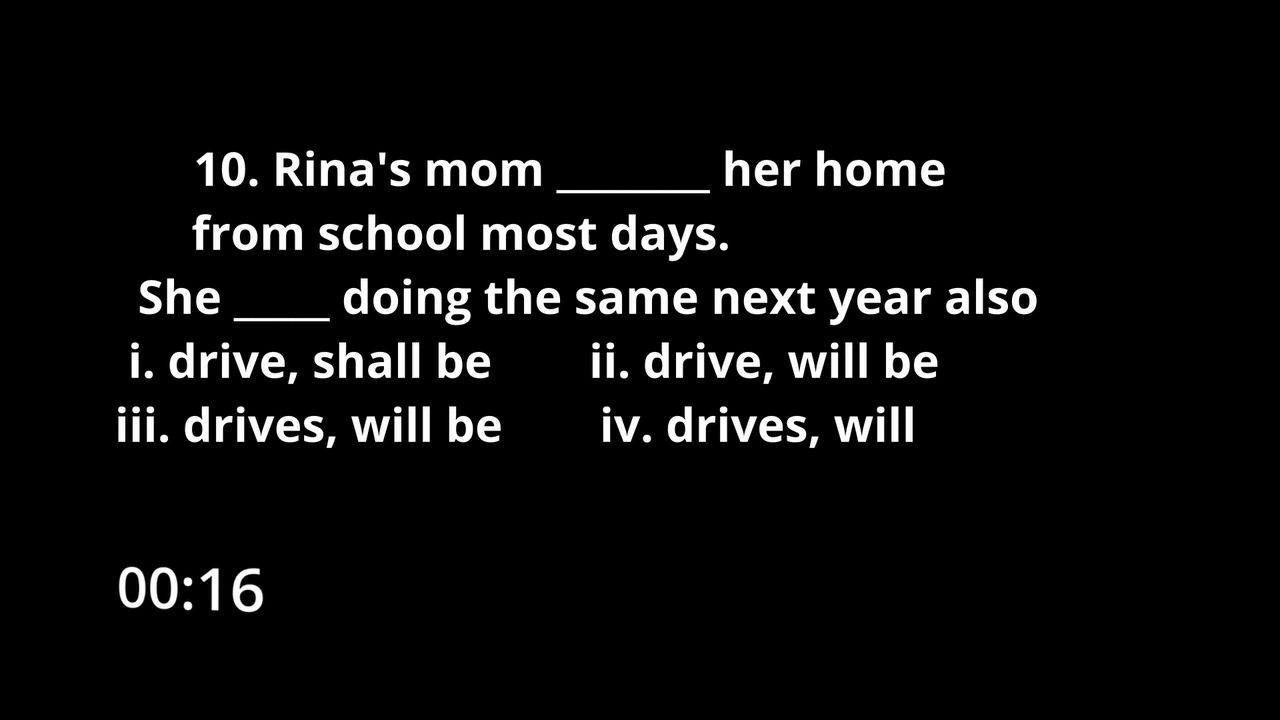 10. Rina's mom ________ her home
from school most days.
She _____ doing the same next year also
i. drive, shall be ii. drive, will be
iii. drives, will be iv. drives, will
00:16